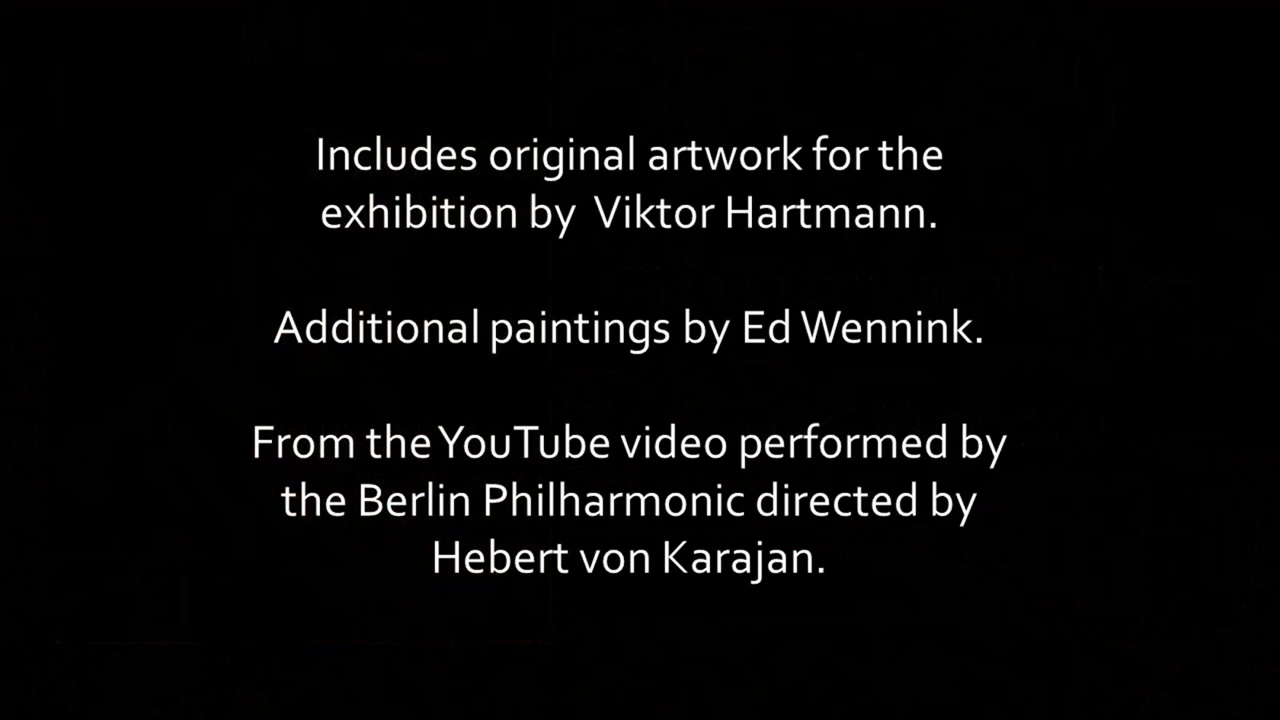 Includes original artwork for the
exhibition by  Viktor Hartmann.
Additional paintings by Ed Wennink.
From the YouTube video performed by
the Berlin Philharmonic directed by
Hebert von Karajan.